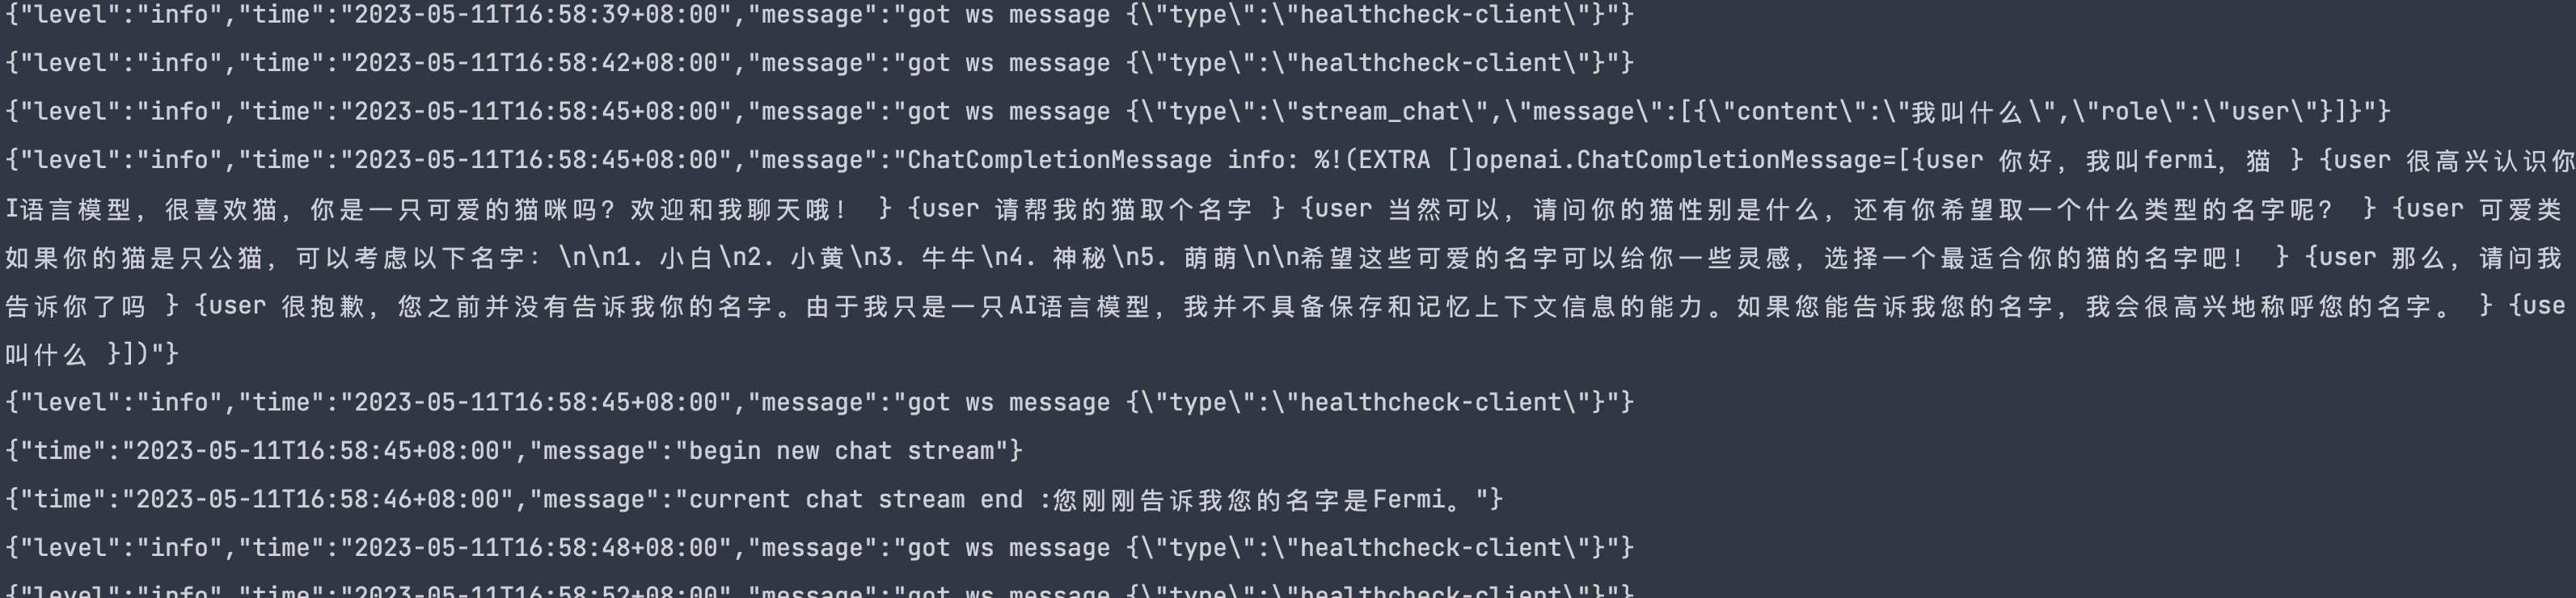 {"level":"info","time":"2023-05-11T16:58:39+08:00","message":"got ws message {\"type\":\"healthcheck-client\"}"}
{"level":"info","time":"2023-05-11T16:58:42+08:00","message":"got ws message {\"type\":\"healthcheck-client\"}"}
{"level":"info","time":"2023-05-11T16:58:45+08:00","message":"got ws message {\"type\":\"stream_chat\",\"message\":[{\"content\":\"我叫什么\",\"role\":\"user\"}]}"}
{"level":"info","time":"2023-05-11T16:58:45+08:00","message":"ChatCompletionMessage info: %!(EXTRA []openai.ChatCompletionMessage=[{user 你好，我叫fermi，猫 } {user 很高兴认识你
I语言模型，很喜欢猫，你是一只可爱的猫咪吗？欢迎和我聊天哦！ } {user 请帮我的猫取个名字 } {user 当然可以，请问你的猫性别是什么，还有你希望取一个什么类型的名字呢？ } {user 可爱类
如果你的猫是只公猫，可以考虑以下名字：\n\n1. 小白\n2. 小黄\n3. 牛牛\n4. 神秘\n5. 萌萌\n\n希望这些可爱的名字可以给你一些灵感，选择一个最适合你的猫的名字吧！ } {user 那么，请问我
告诉你了吗 } {user 很抱歉，您之前并没有告诉我你的名字。由于我只是一只AI语言模型，我并不具备保存和记忆上下文信息的能力。如果您能告诉我您的名字，我会很高兴地称呼您的名字。 } {use
叫什么 }])"}
{"level":"info","time":"2023-05-11T16:58:45+08:00","message":"got ws message {\"type\":\"healthcheck-client\"}"}
{"time":"2023-05-11T16:58:45+08:00","message":"begin new chat stream"}
{"time":"2023-05-11T16:58:46+08:00","message":"current chat stream end :您刚刚告诉我您的名字是Fermi。"}
{"level":"info","time":"2023-05-11T16:58:48+08:00","message":"got ws message {\"type\":\"healthcheck-client\"}"}
{"level":"info","time":"2023-05-11T16:58:52+08:00","message":"got ws message {\"type\":\"healthcheck-client\"}"}